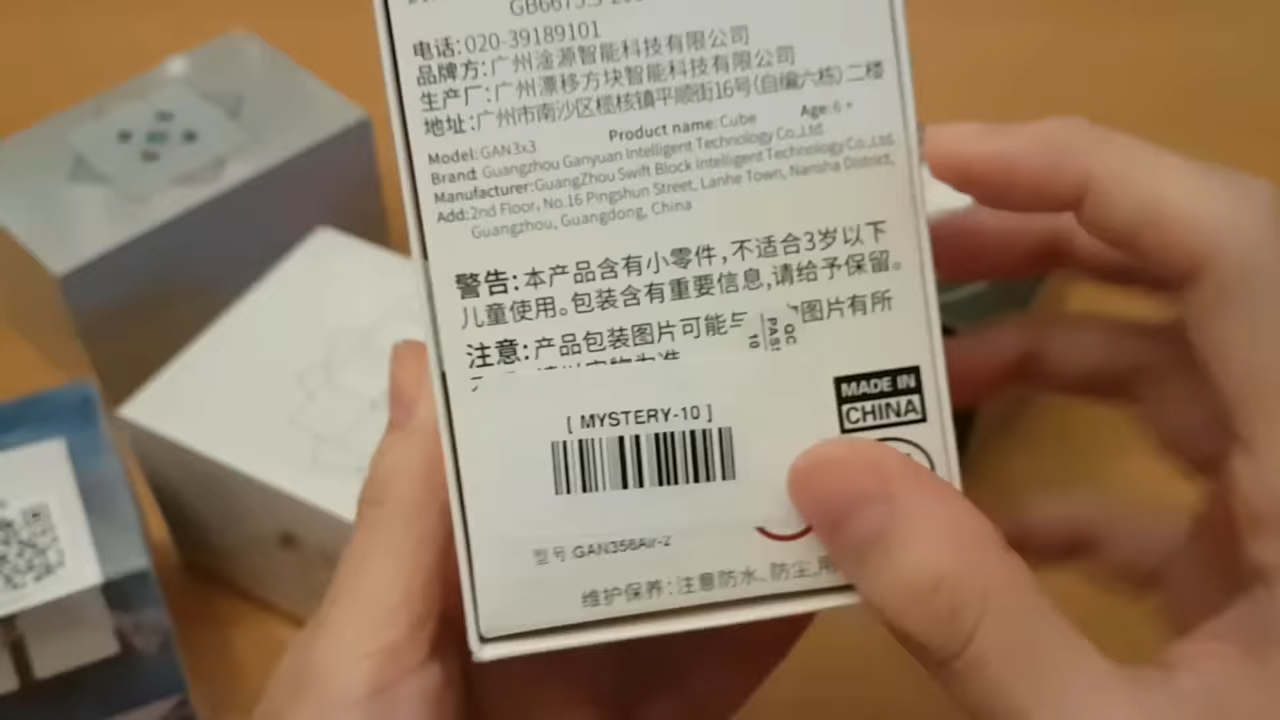 电话:020-39189101
品牌方:广州淦源智能科技有限公司
生产厂:广州漂移方块智能科技有限公司
地址:广州市南沙区榄核镇平顺街16号(自编六栋)二楼
Model:GAN3x3 Product name:Cube Age:6+
Brand: Guangzhou Ganyuan Intelligent Technology Co.,Ltd.
Manufacturer:GuangZhou Swift Block Intelligent Technology Co.,Ltd.
Add:2nd Floor, No.16 Pingshun Street, Lanhe Town, Nansha District,
Guangzhou, Guangdong, China
警告:本产品含有小零件,不适合3岁以下
儿童使用。包装含有重要信息,请给予保留。
注意:产品包装图片可能与 图片有所
QC
PASS
10
[ MYSTERY-10 ]
MADE IN
CHINA
型号 GAN356Air-2
维护保养:注意防水、防尘,